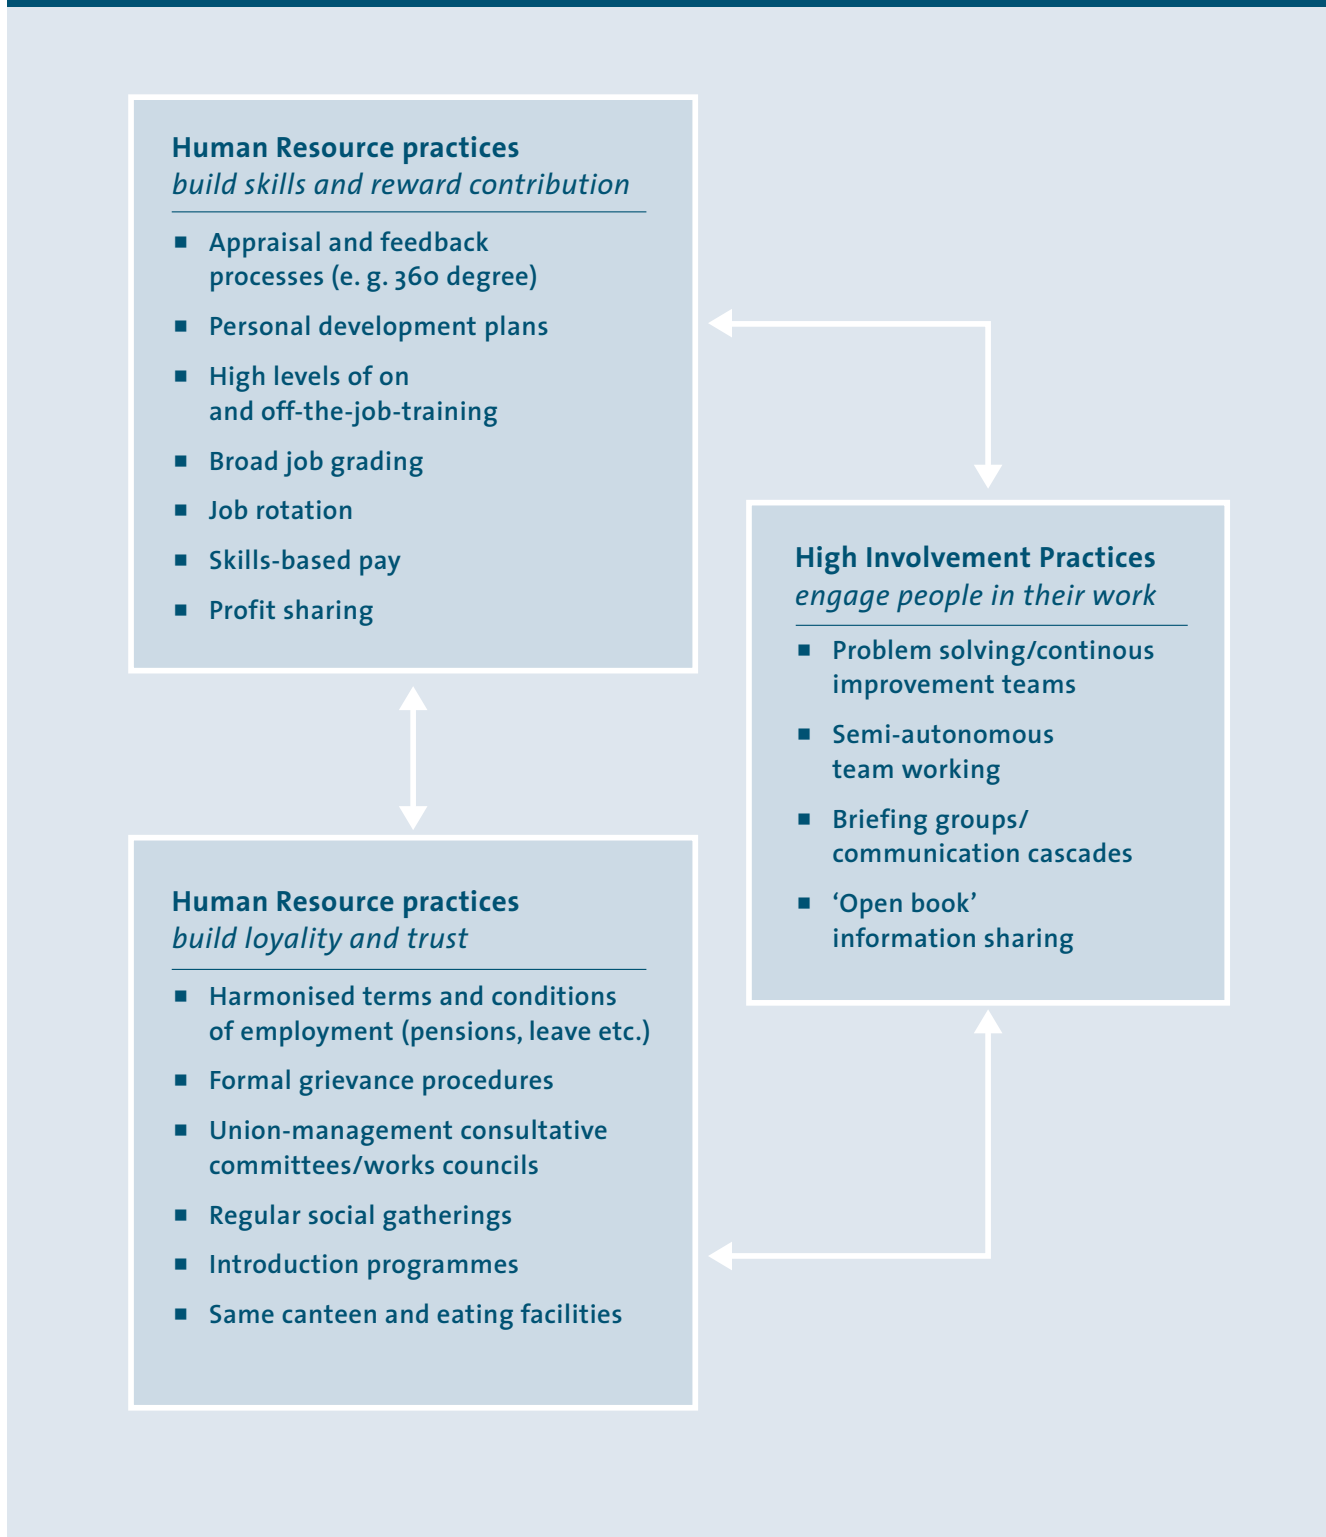 Human Resource practices
build skills and reward contribution
■ Appraisal and feedback
processes (e. g. 360 degree)
■ Personal development plans
■ High levels of on
and off-the-job-training
■ Broad job grading
■ Job rotation
■ Skills-based pay
■ Profit sharing
High Involvement Practices
engage people in their work
■ Problem solving/continous
improvement teams
■ Semi-autonomous
team working
■ Briefing groups/
communication cascades
■ ‘Open book’
information sharing
Human Resource practices
build loyality and trust
■ Harmonised terms and conditions
of employment (pensions, leave etc.)
■ Formal grievance procedures
■ Union-management consultative
committees/works councils
■ Regular social gatherings
■ Introduction programmes
■ Same canteen and eating facilities